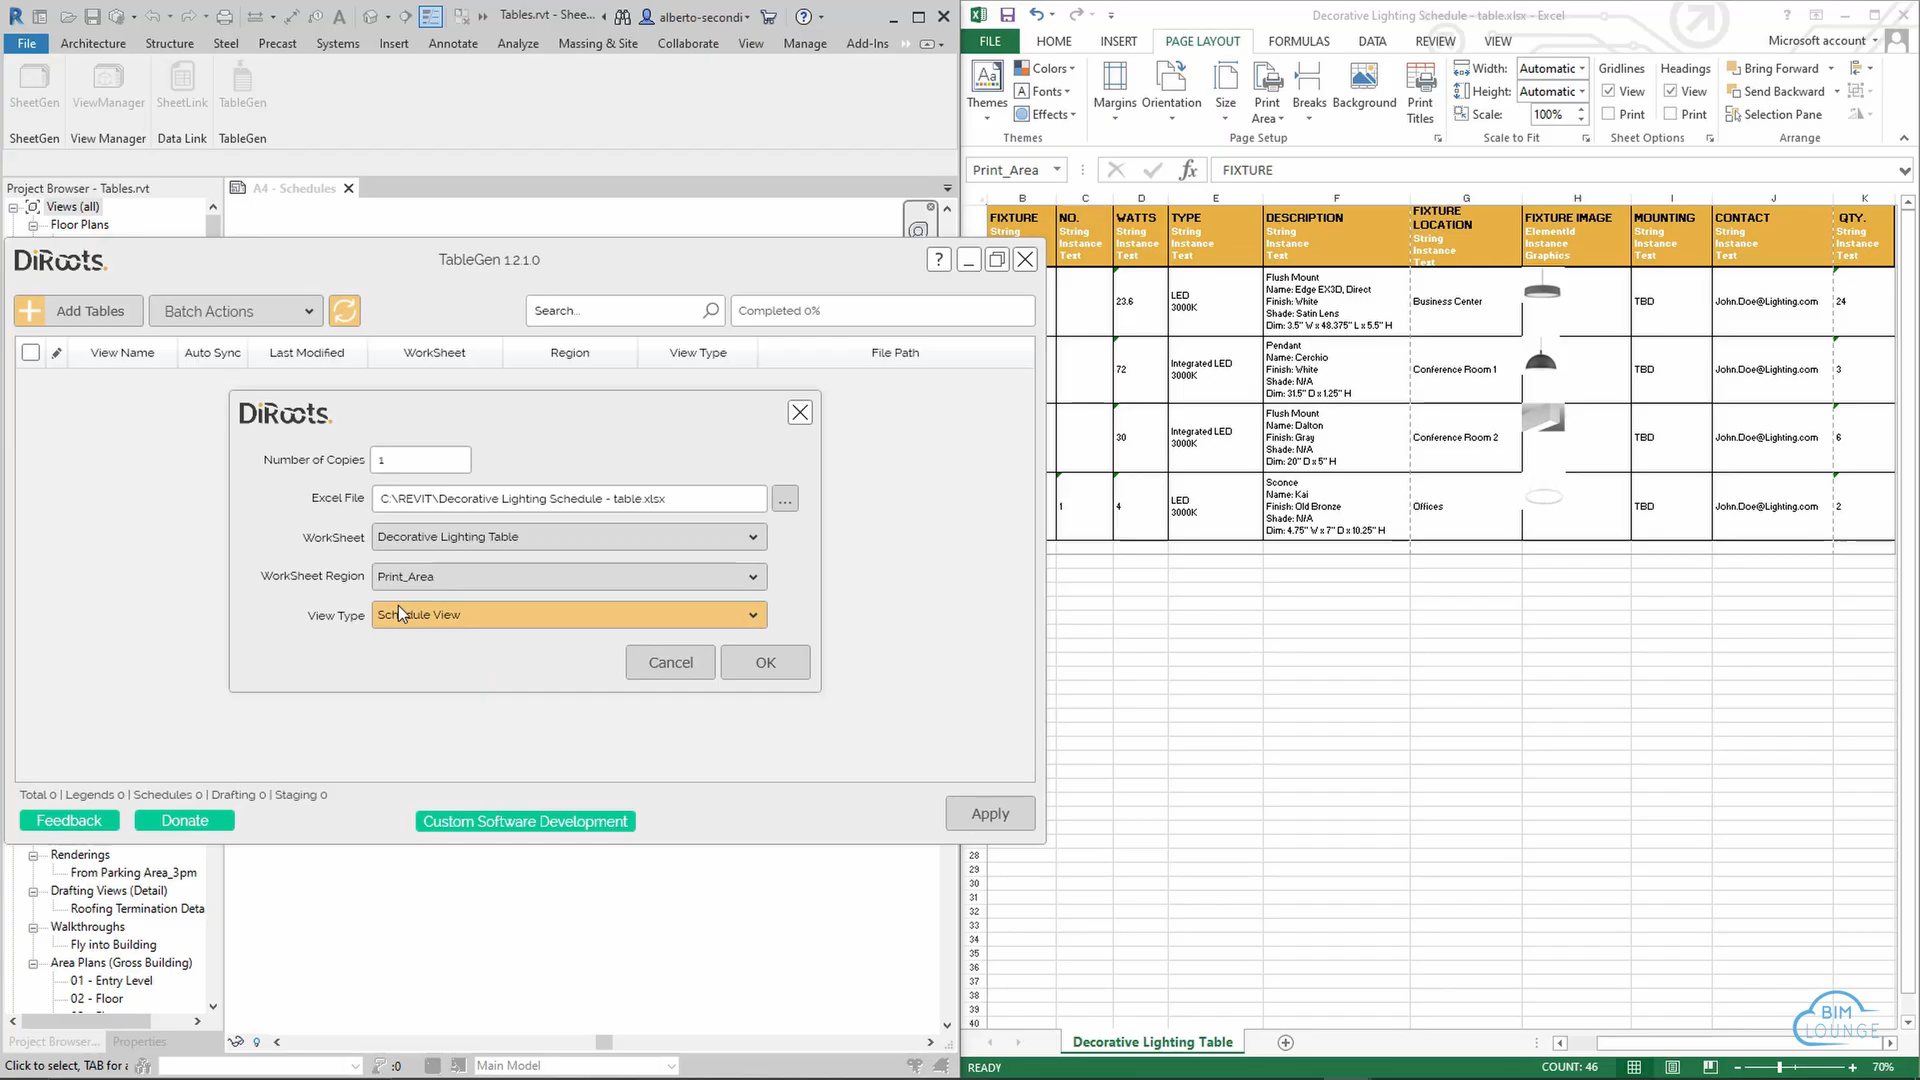 Tables.rvt - Shee...
alberto-secondi
File Architecture Structure Steel Precast Systems Insert Annotate Analyze Massing & Site Collaborate View Manage Add-Ins
SheetGen ViewManager SheetLink TableGen
SheetGen View Manager Data Link TableGen
Project Browser - Tables.rvt
A4 - Schedules
Views (all)
Floor Plans
DiRoots.
TableGen 1.2.1.0
?
Add Tables
Batch Actions
Search...
Completed 0%
View Name Auto Sync Last Modified WorkSheet Region View Type File Path
DiRoots.
Number of Copies 1
Excel File C:\REVIT\Decorative Lighting Schedule - table.xlsx ...
WorkSheet Decorative Lighting Table
WorkSheet Region Print_Area
View Type Schedule View
Cancel OK
Total 0 | Legends 0 | Schedules 0 | Drafting 0 | Staging 0
Feedback Donate Custom Software Development Apply
Renderings
From Parking Area_3pm
Drafting Views (Detail)
Roofing Termination Deta
Walkthroughs
Fly into Building
Area Plans (Gross Building)
01 - Entry Level
02 - Floor
Project Browser... Properties
Click to select, TAB for a
:0
Main Model
Decorative Lighting Schedule - table.xlsx - Excel
FILE HOME INSERT PAGE LAYOUT FORMULAS DATA REVIEW VIEW
Microsoft account
Themes
Colors
Fonts
Effects
Themes
Margins Orientation Size Print Area Breaks Background Print Titles
Page Setup
Width: Automatic
Height: Automatic
Scale: 100%
Scale to Fit
Gridlines Headings
View View
Print Print
Sheet Options
Bring Forward
Send Backward
Selection Pane
Arrange
Print_Area
fx
FIXTURE
B C D E F G H I J K
FIXTURE
String
NO.
String
Instance
Text
WATTS
String
Instance
Text
TYPE
String
Instance
Text
DESCRIPTION
String
Instance
Text
FIXTURE
LOCATION
String
Instance
Text
FIXTURE IMAGE
ElementId
Instance
Graphics
MOUNTING
String
Instance
Text
CONTACT
String
Instance
Text
QTY.
String
Instance
Text
23.6
LED
3000K
Flush Mount
Name: Edge EX3D, Direct
Finish: White
Shade: Satin Lens
Dim: 3.5" W x 48.375" L x 5.5" H
Business Center
TBD
John.Doe@Lighting.com
24
72
Integrated LED
3000K
Pendant
Name: Cerchio
Finish: White
Shade: N/A
Dim: 31.5" D x 1.25" H
Conference Room 1
TBD
John.Doe@Lighting.com
3
30
Integrated LED
3000K
Flush Mount
Name: Dalton
Finish: Gray
Shade: N/A
Dim: 20" D x 5" H
Conference Room 2
TBD
John.Doe@Lighting.com
6
1
4
LED
3000K
Sconce
Name: Kai
Finish: Old Bronze
Shade: N/A
Dim: 4.75" W x 7" D x 10.25" H
Offices
TBD
John.Doe@Lighting.com
2
28
29
30
31
32
33
34
35
36
37
38
39
40
BIM
LOUNGE
Decorative Lighting Table
READY
COUNT: 46
70%